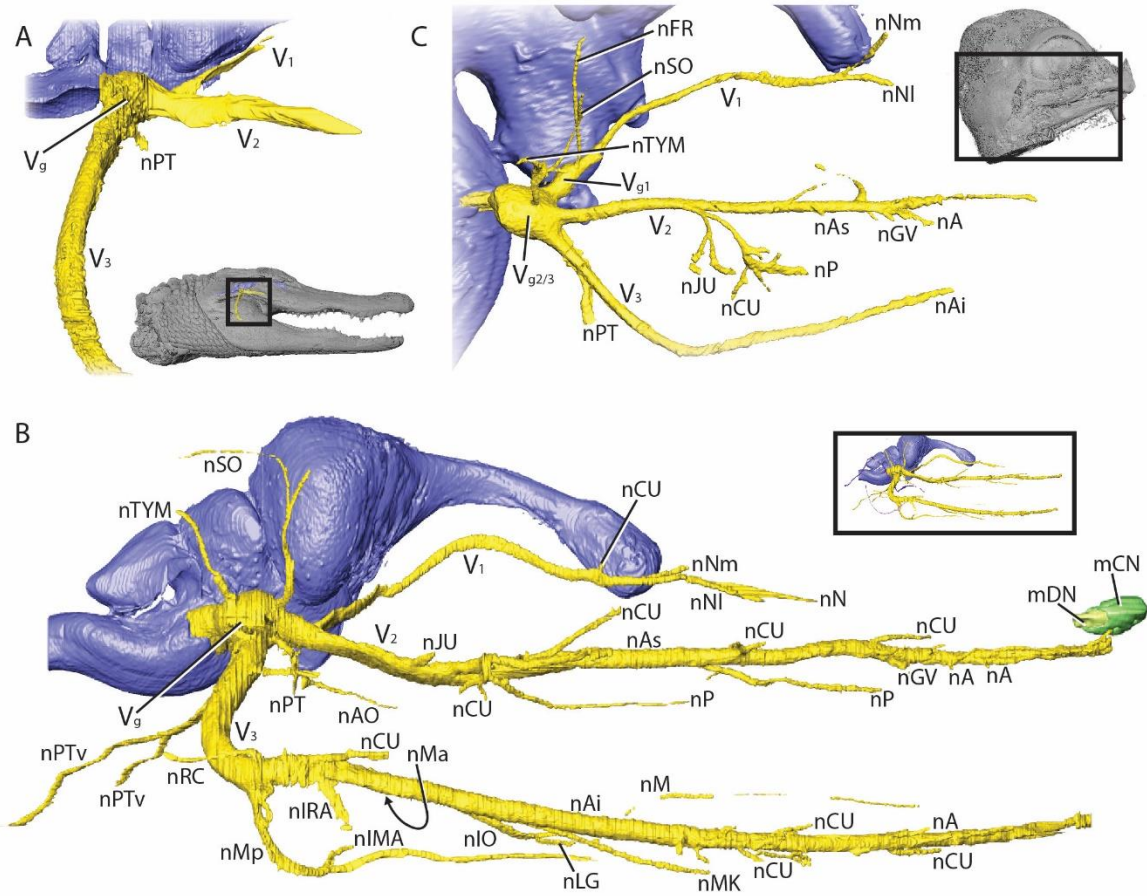 A
V1
V2
Vg
nPT
V3
C
nFR
nSO
nNm
V1
nNl
nTYM
Vg1
V2
nAs
nGV
nA
Vg2/3
nJU
nCU
nP
V3
nPT
nAi
B
nSO
nTYM
nCU
V1
nNm
nNl
nN
mCN
mDN
nCU
V2
nJU
nAs
nCU
nCU
nGV
nA
nA
Vg
nPT
nAO
nCU
nP
nP
V3
nPTv
nPTv
nRC
nCU
nMa
nM
nIRA
nAi
nCU
nA
nMp
nIMA
nIO
nLG
nMK
nCU
nCU